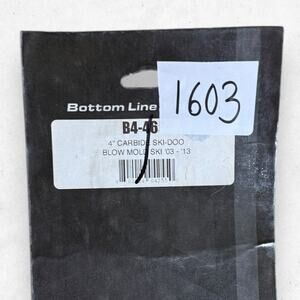 Bottom Line
1603
B4-46
4" CARBIDE SKI-DOO
BLOW MOLD SKI '03 - '13